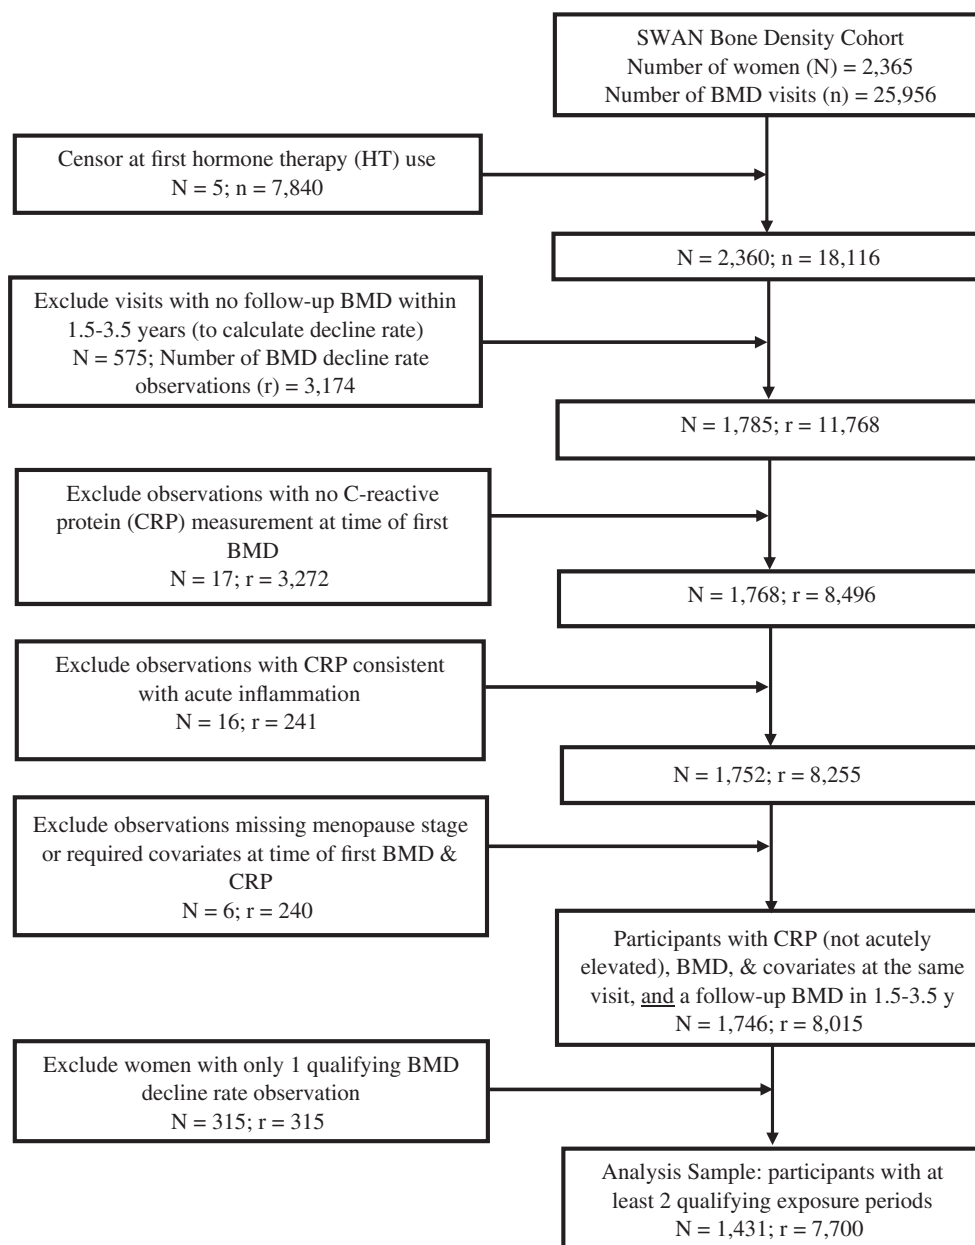 SWAN Bone Density Cohort
Number of women (N) = 2,365
Number of BMD visits (n) = 25,956
Censor at first hormone therapy (HT) use
N = 5; n = 7,840
N = 2,360; n = 18,116
Exclude visits with no follow-up BMD within
1.5-3.5 years (to calculate decline rate)
N = 575; Number of BMD decline rate
observations (r) = 3,174
N = 1,785; r = 11,768
Exclude observations with no C-reactive
protein (CRP) measurement at time of first
BMD
N = 17; r = 3,272
N = 1,768; r = 8,496
Exclude observations with CRP consistent
with acute inflammation
N = 16; r = 241
N = 1,752; r = 8,255
Exclude observations missing menopause stage
or required covariates at time of first BMD &
CRP
N = 6; r = 240
Participants with CRP (not acutely
elevated), BMD, & covariates at the same
visit, and a follow-up BMD in 1.5-3.5 y
N = 1,746; r = 8,015
Exclude women with only 1 qualifying BMD
decline rate observation
N = 315; r = 315
Analysis Sample: participants with at
least 2 qualifying exposure periods
N = 1,431; r = 7,700